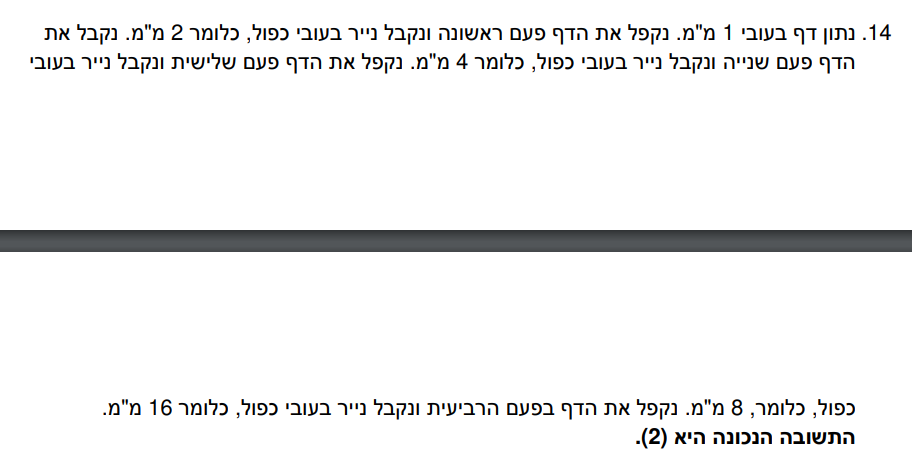 14. נתון דף בעובי 1 מ"מ. נקפל את הדף פעם ראשונה ונקבל נייר בעובי כפול, כלומר 2 מ"מ. נקבל את
הדף פעם שנייה ונקבל נייר בעובי כפול, כלומר 4 מ"מ. נקפל את הדף פעם שלישית ונקבל נייר בעובי
כפול, כלומר, 8 מ"מ. נקפל את הדף בפעם הרביעית ונקבל נייר בעובי כפול, כלומר 16 מ"מ.
התשובה הנכונה היא (2).